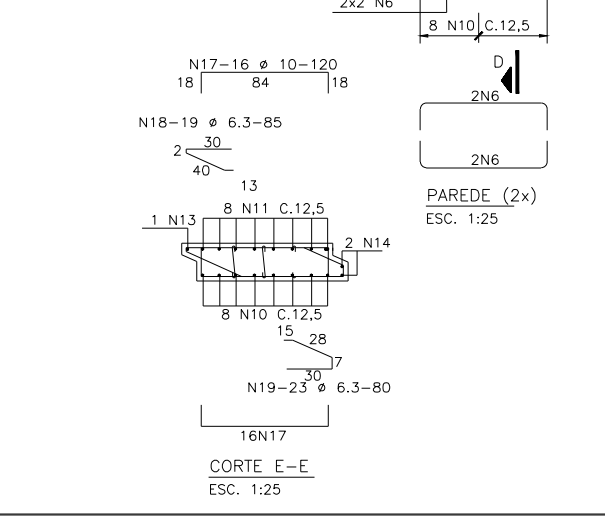 2x2 N6
8 N10 C.12,5
D
2N6
2N6
PAREDE (2x)
ESC. 1:25
N17-16 ø 10-120
18 84 18
N18-19 ø 6.3-85
30
2
40
13
8 N11 C.12,5
1 N13
2 N14
8 N10 C.12,5
15
28
7
30
N19-23 ø 6.3-80
16N17
CORTE E-E
ESC. 1:25